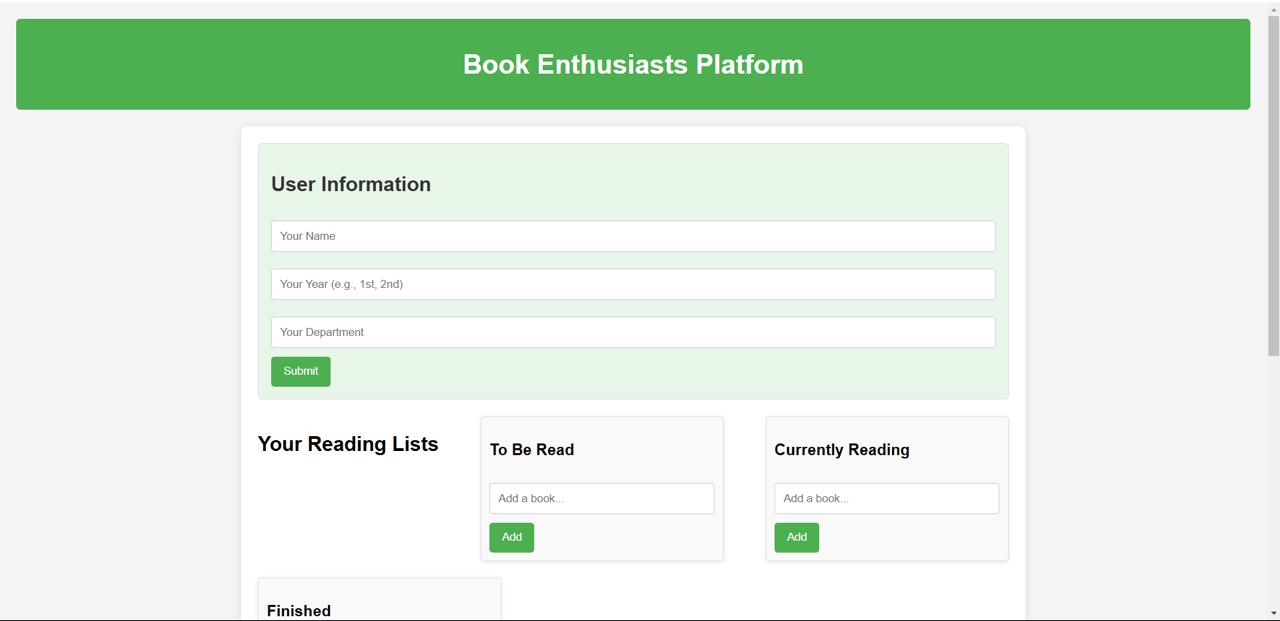 Book Enthusiasts Platform
User Information
Your Name
Your Year (e.g., 1st, 2nd)
Your Department
Submit
Your Reading Lists
To Be Read
Add a book...
Add
Currently Reading
Add a book...
Add
Finished